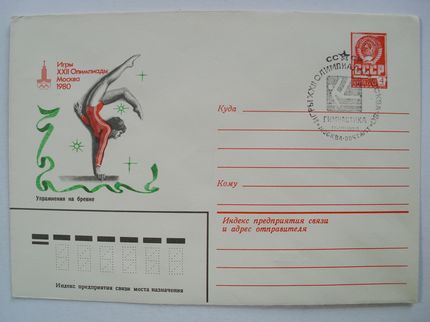 Игры
XXII Олимпиады
Москва
1980
СССР
ГИМНАСТИКА
Куда
Кому
Упражнения на бревне
Индекс предприятия связи
и адрес отправителя
Индекс предприятия связи места назначения